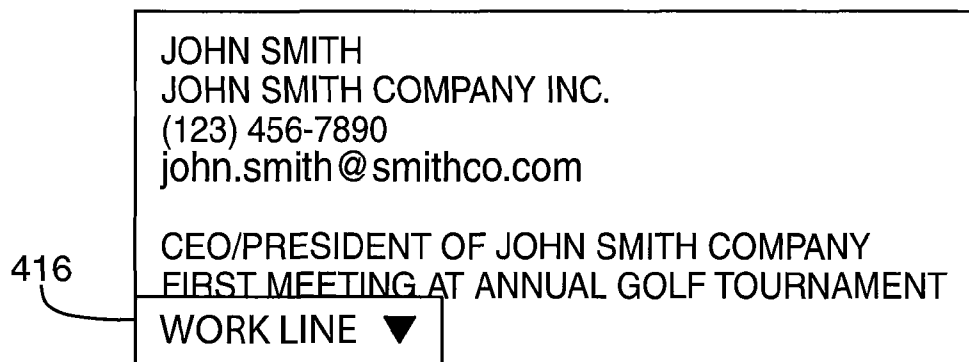 JOHN SMITH
JOHN SMITH COMPANY INC.
(123) 456-7890
john.smith@smithco.com
CEO/PRESIDENT OF JOHN SMITH COMPANY
FIRST MEETING AT ANNUAL GOLF TOURNAMENT
416
WORK LINE ▼